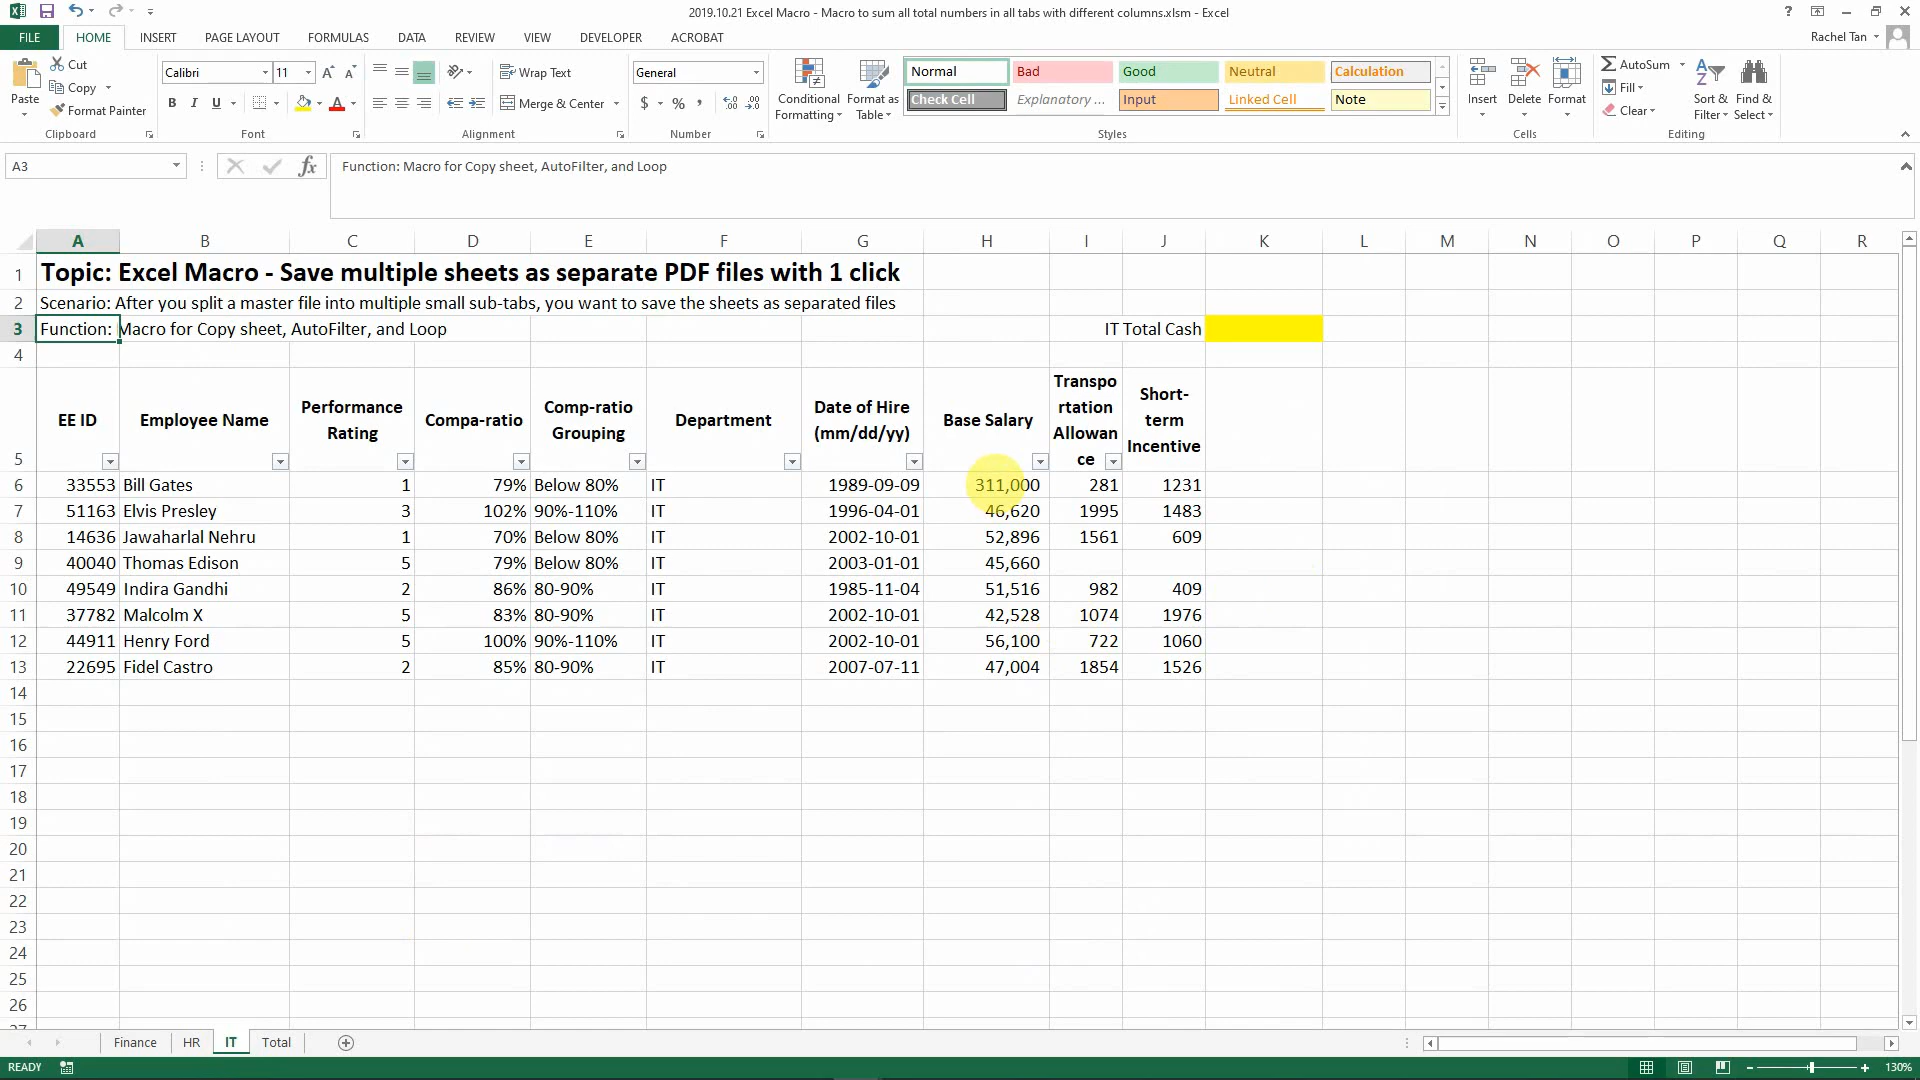 2019.10.21 Excel Macro - Macro to sum all total numbers in all tabs with different columns.xlsm - Excel
FILE HOME INSERT PAGE LAYOUT FORMULAS DATA REVIEW VIEW DEVELOPER ACROBAT Rachel Tan
Cut
Copy
Format Painter
Paste
Clipboard
Calibri 11
B I U
Font
Wrap Text
Merge & Center
Alignment
General
$ % ,
Number
Conditional Formatting
Format as Table
Normal Bad Good Neutral Calculation
Check Cell Explanatory ... Input Linked Cell Note
Styles
Insert Delete Format
Cells
AutoSum
Fill
Clear
Sort & Filter
Find & Select
Editing
A3 fx Function: Macro for Copy sheet, AutoFilter, and Loop
A B C D E F G H I J K L M N O P Q R
1 Topic: Excel Macro - Save multiple sheets as separate PDF files with 1 click
2 Scenario: After you split a master file into multiple small sub-tabs, you want to save the sheets as separated files
3 Function: Macro for Copy sheet, AutoFilter, and Loop IT Total Cash
4
5 EE ID Employee Name Performance Rating Compa-ratio Comp-ratio Grouping Department Date of Hire (mm/dd/yy) Base Salary Transportation Allowance Short-term Incentive
6 33553 Bill Gates 1 79% Below 80% IT 1989-09-09 311,000 281 1231
7 51163 Elvis Presley 3 102% 90%-110% IT 1996-04-01 46,620 1995 1483
8 14636 Jawaharlal Nehru 1 70% Below 80% IT 2002-10-01 52,896 1561 609
9 40040 Thomas Edison 5 79% Below 80% IT 2003-01-01 45,660
10 49549 Indira Gandhi 2 86% 80-90% IT 1985-11-04 51,516 982 409
11 37782 Malcolm X 5 83% 80-90% IT 2002-10-01 42,528 1074 1976
12 44911 Henry Ford 5 100% 90%-110% IT 2002-10-01 56,100 722 1060
13 22695 Fidel Castro 2 85% 80-90% IT 2007-07-11 47,004 1854 1526
14
15
16
17
18
19
20
21
22
23
24
25
26
27
Finance HR IT Total
READY 130%